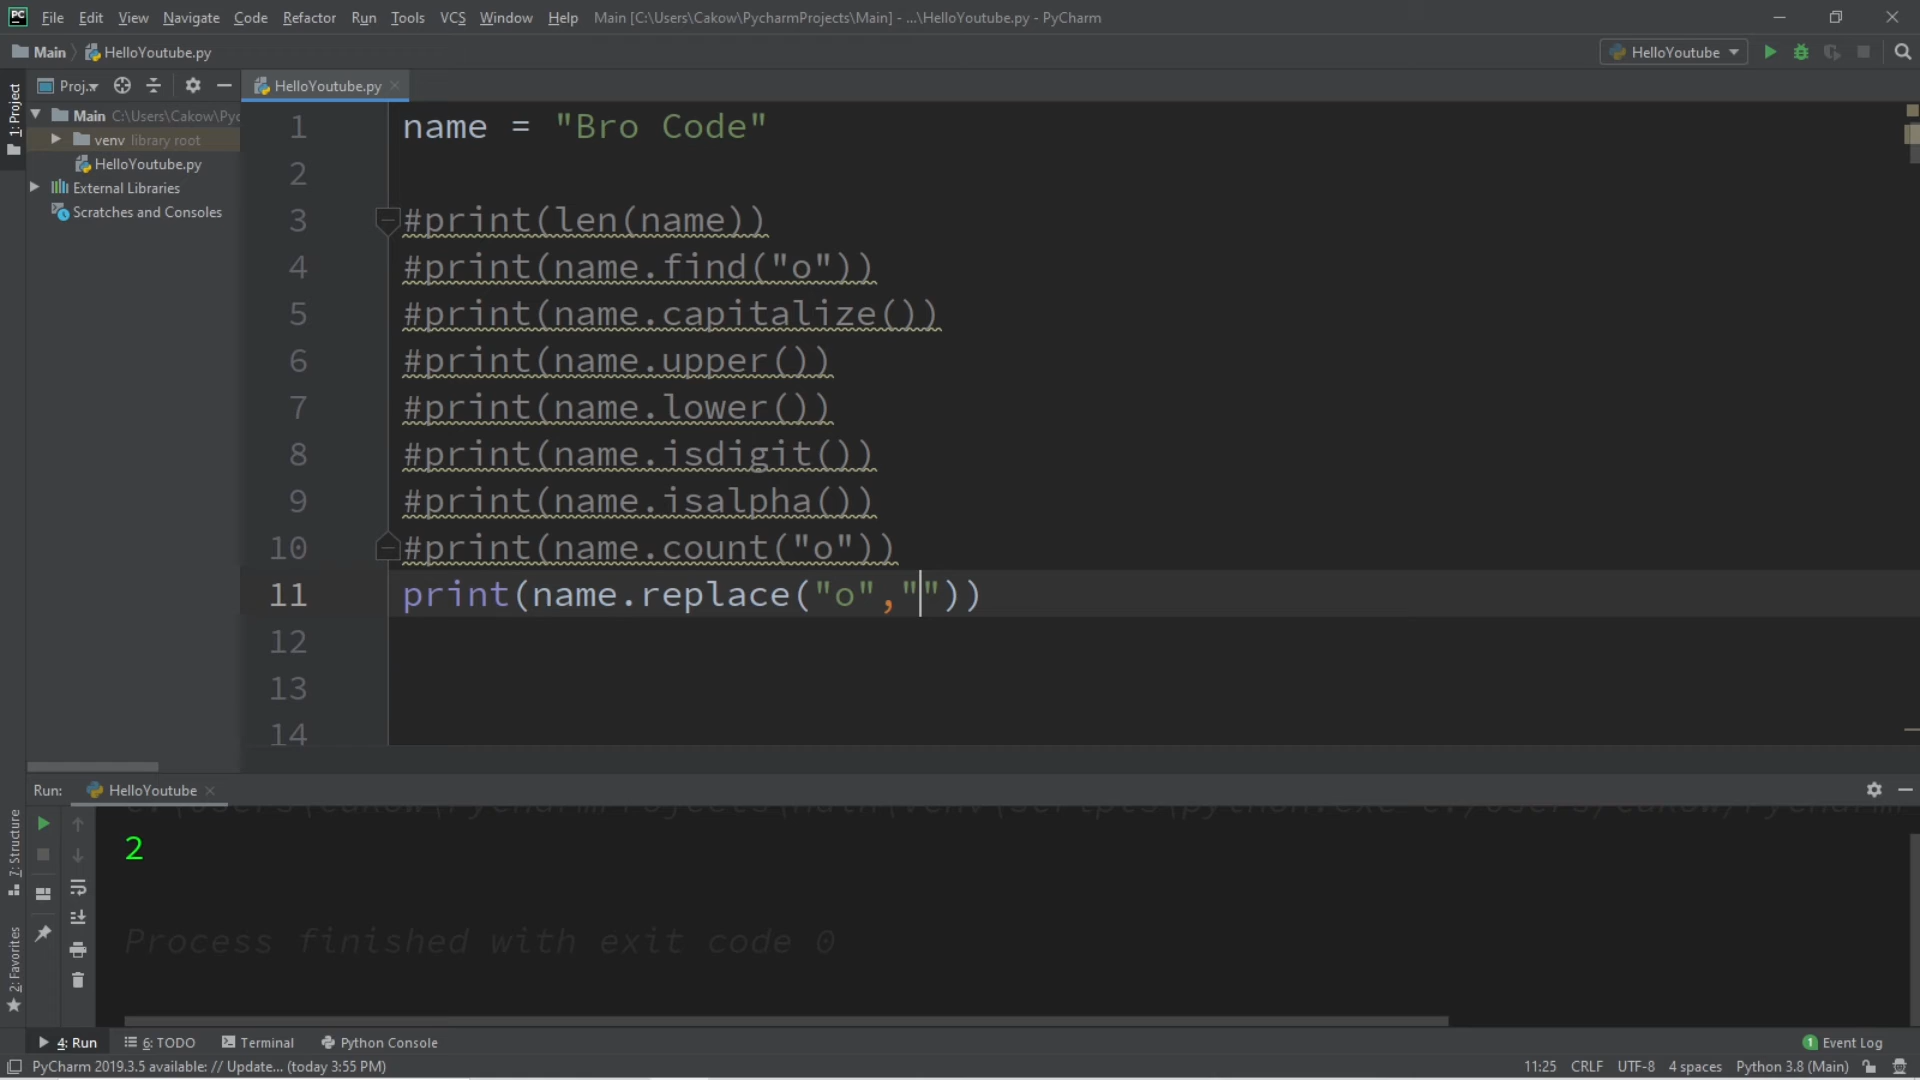 PC File Edit View Navigate Code Refactor Run Tools VCS Window Help Main [C:\Users\Cakow\PycharmProjects\Main] - ...\HelloYoutube.py - PyCharm
Main HelloYoutube.py HelloYoutube
1: Project
Proj... HelloYoutube.py
Main C:\Users\Cakow\Pyc
venv library root
HelloYoutube.py
External Libraries
Scratches and Consoles
1 name = "Bro Code"
2
3 #print(len(name))
4 #print(name.find("o"))
5 #print(name.capitalize())
6 #print(name.upper())
7 #print(name.lower())
8 #print(name.isdigit())
9 #print(name.isalpha())
10 #print(name.count("o"))
11 print(name.replace("o",""))
12
13
14
Run: HelloYoutube
2
Process finished with exit code 0
7: Structure
2: Favorites
4: Run 6: TODO Terminal Python Console 1 Event Log
PyCharm 2019.3.5 available: // Update... (today 3:55 PM) 11:25 CRLF UTF-8 4 spaces Python 3.8 (Main)